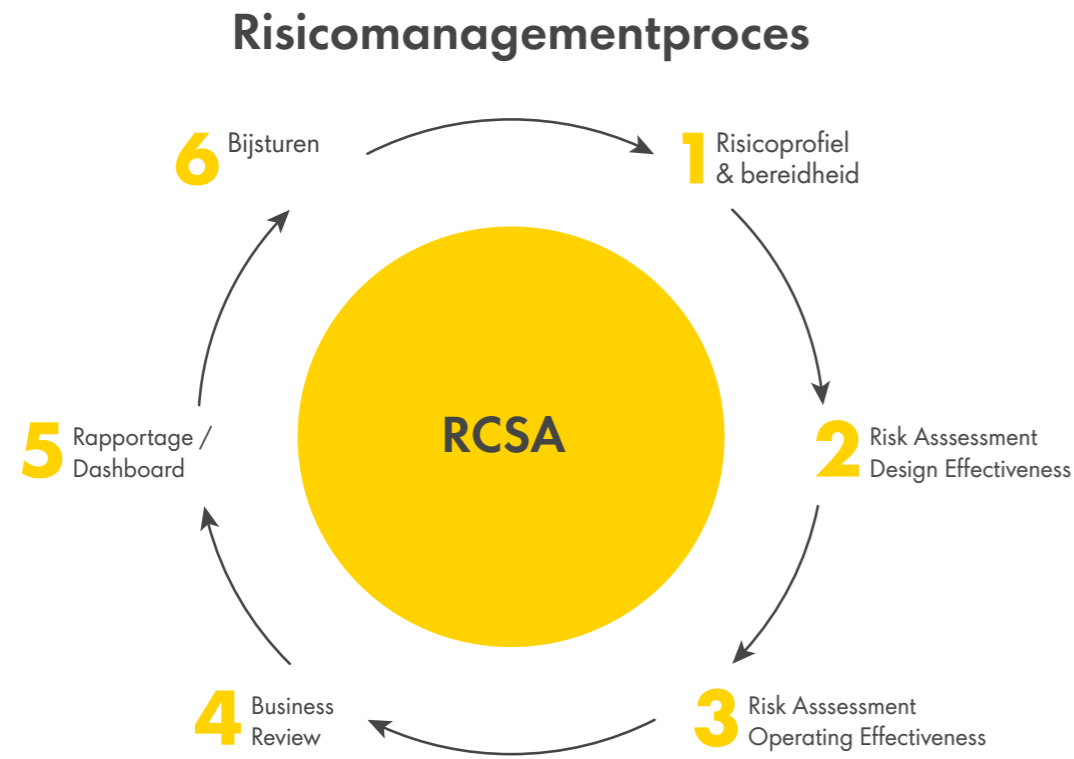 Risicomanagementproces
6 Bijsturen
1 Risicoprofiel
& bereidheid
RCSA
5 Rapportage /
Dashboard
2 Risk Asssessment
Design Effectiveness
4 Business
Review
3 Risk Asssessment
Operating Effectiveness